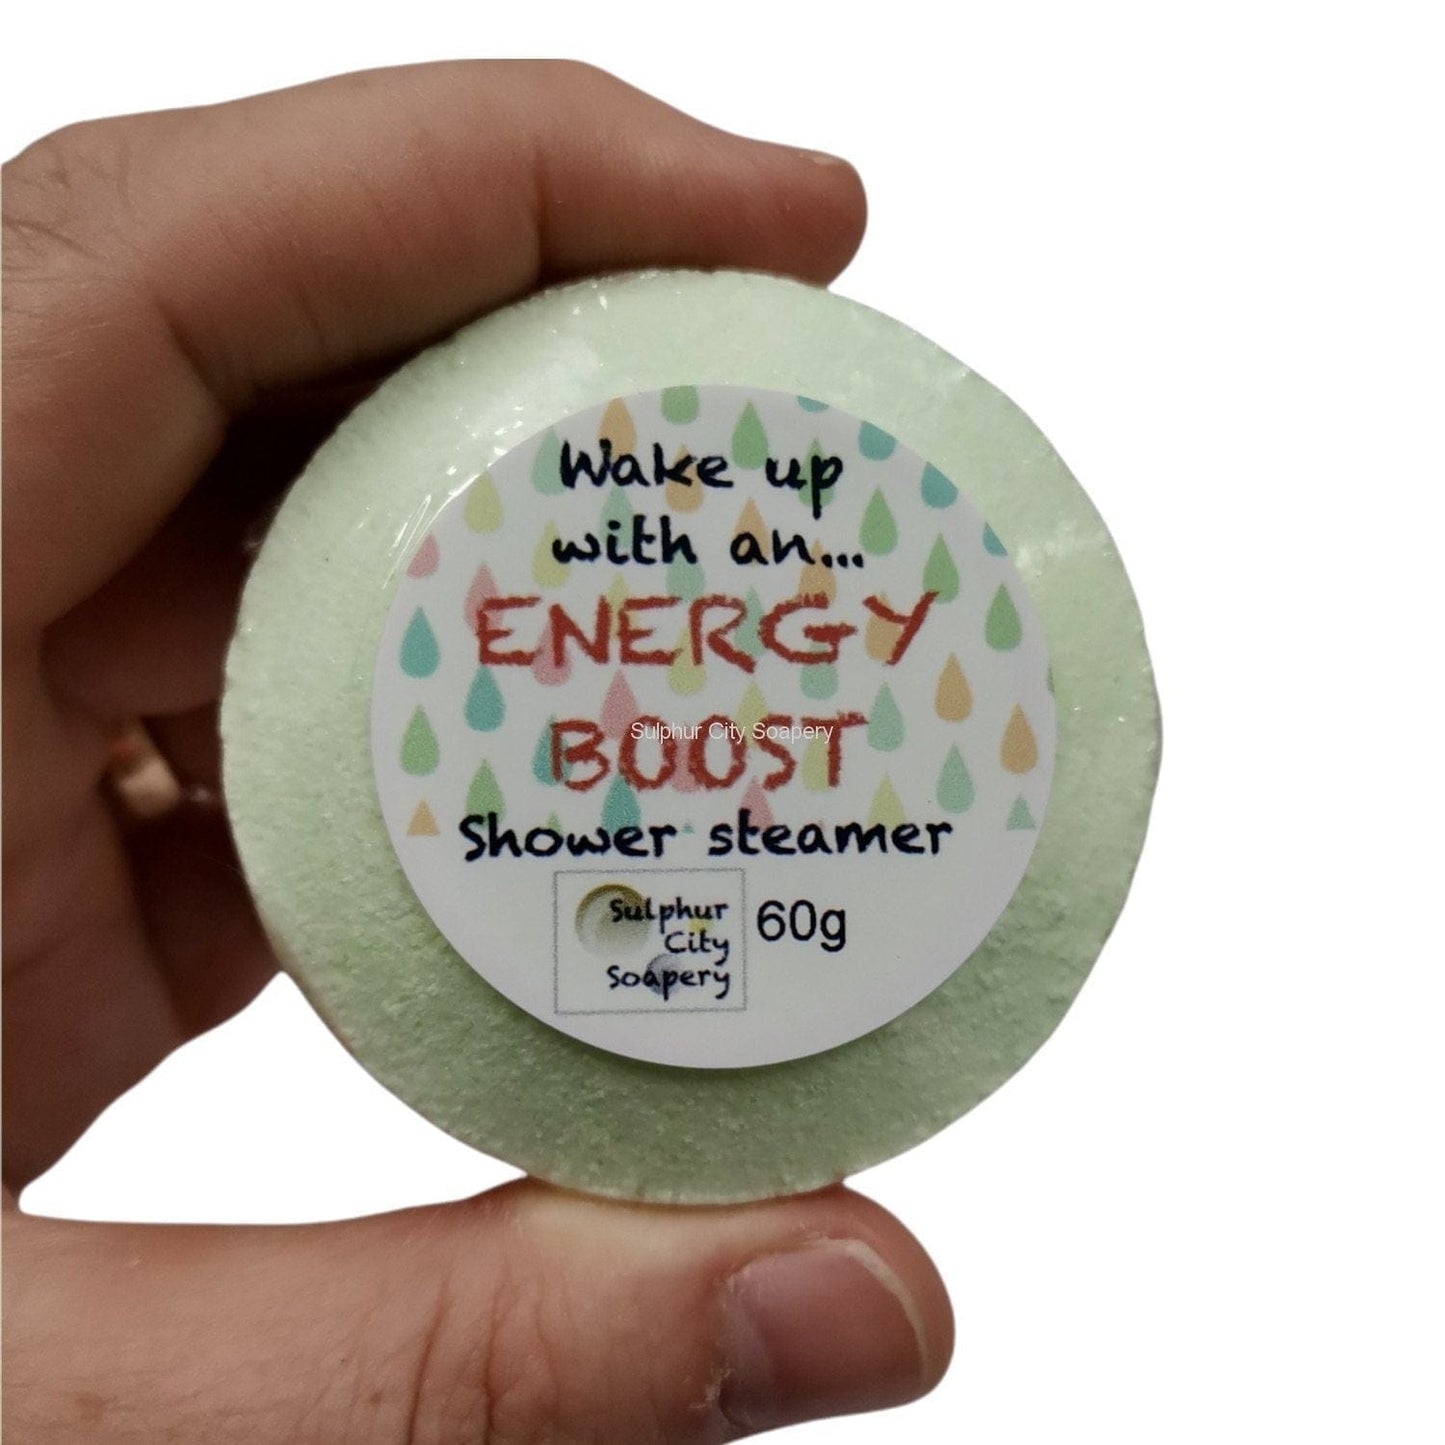 Wake up
with an...
ENERGY
BOOST
Sulphur City Soapery
Shower steamer
Sulphur
City
Soapery
60g